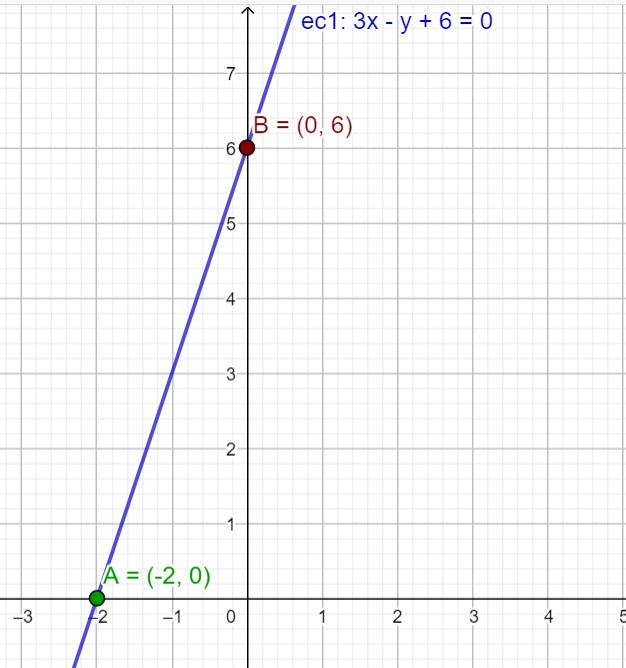 ec1: 3x - y + 6 = 0
7
B = (0, 6)
6
5
4
3
2
1
A = (-2, 0)
–3 –2 –1 0 1 2 3 4 5